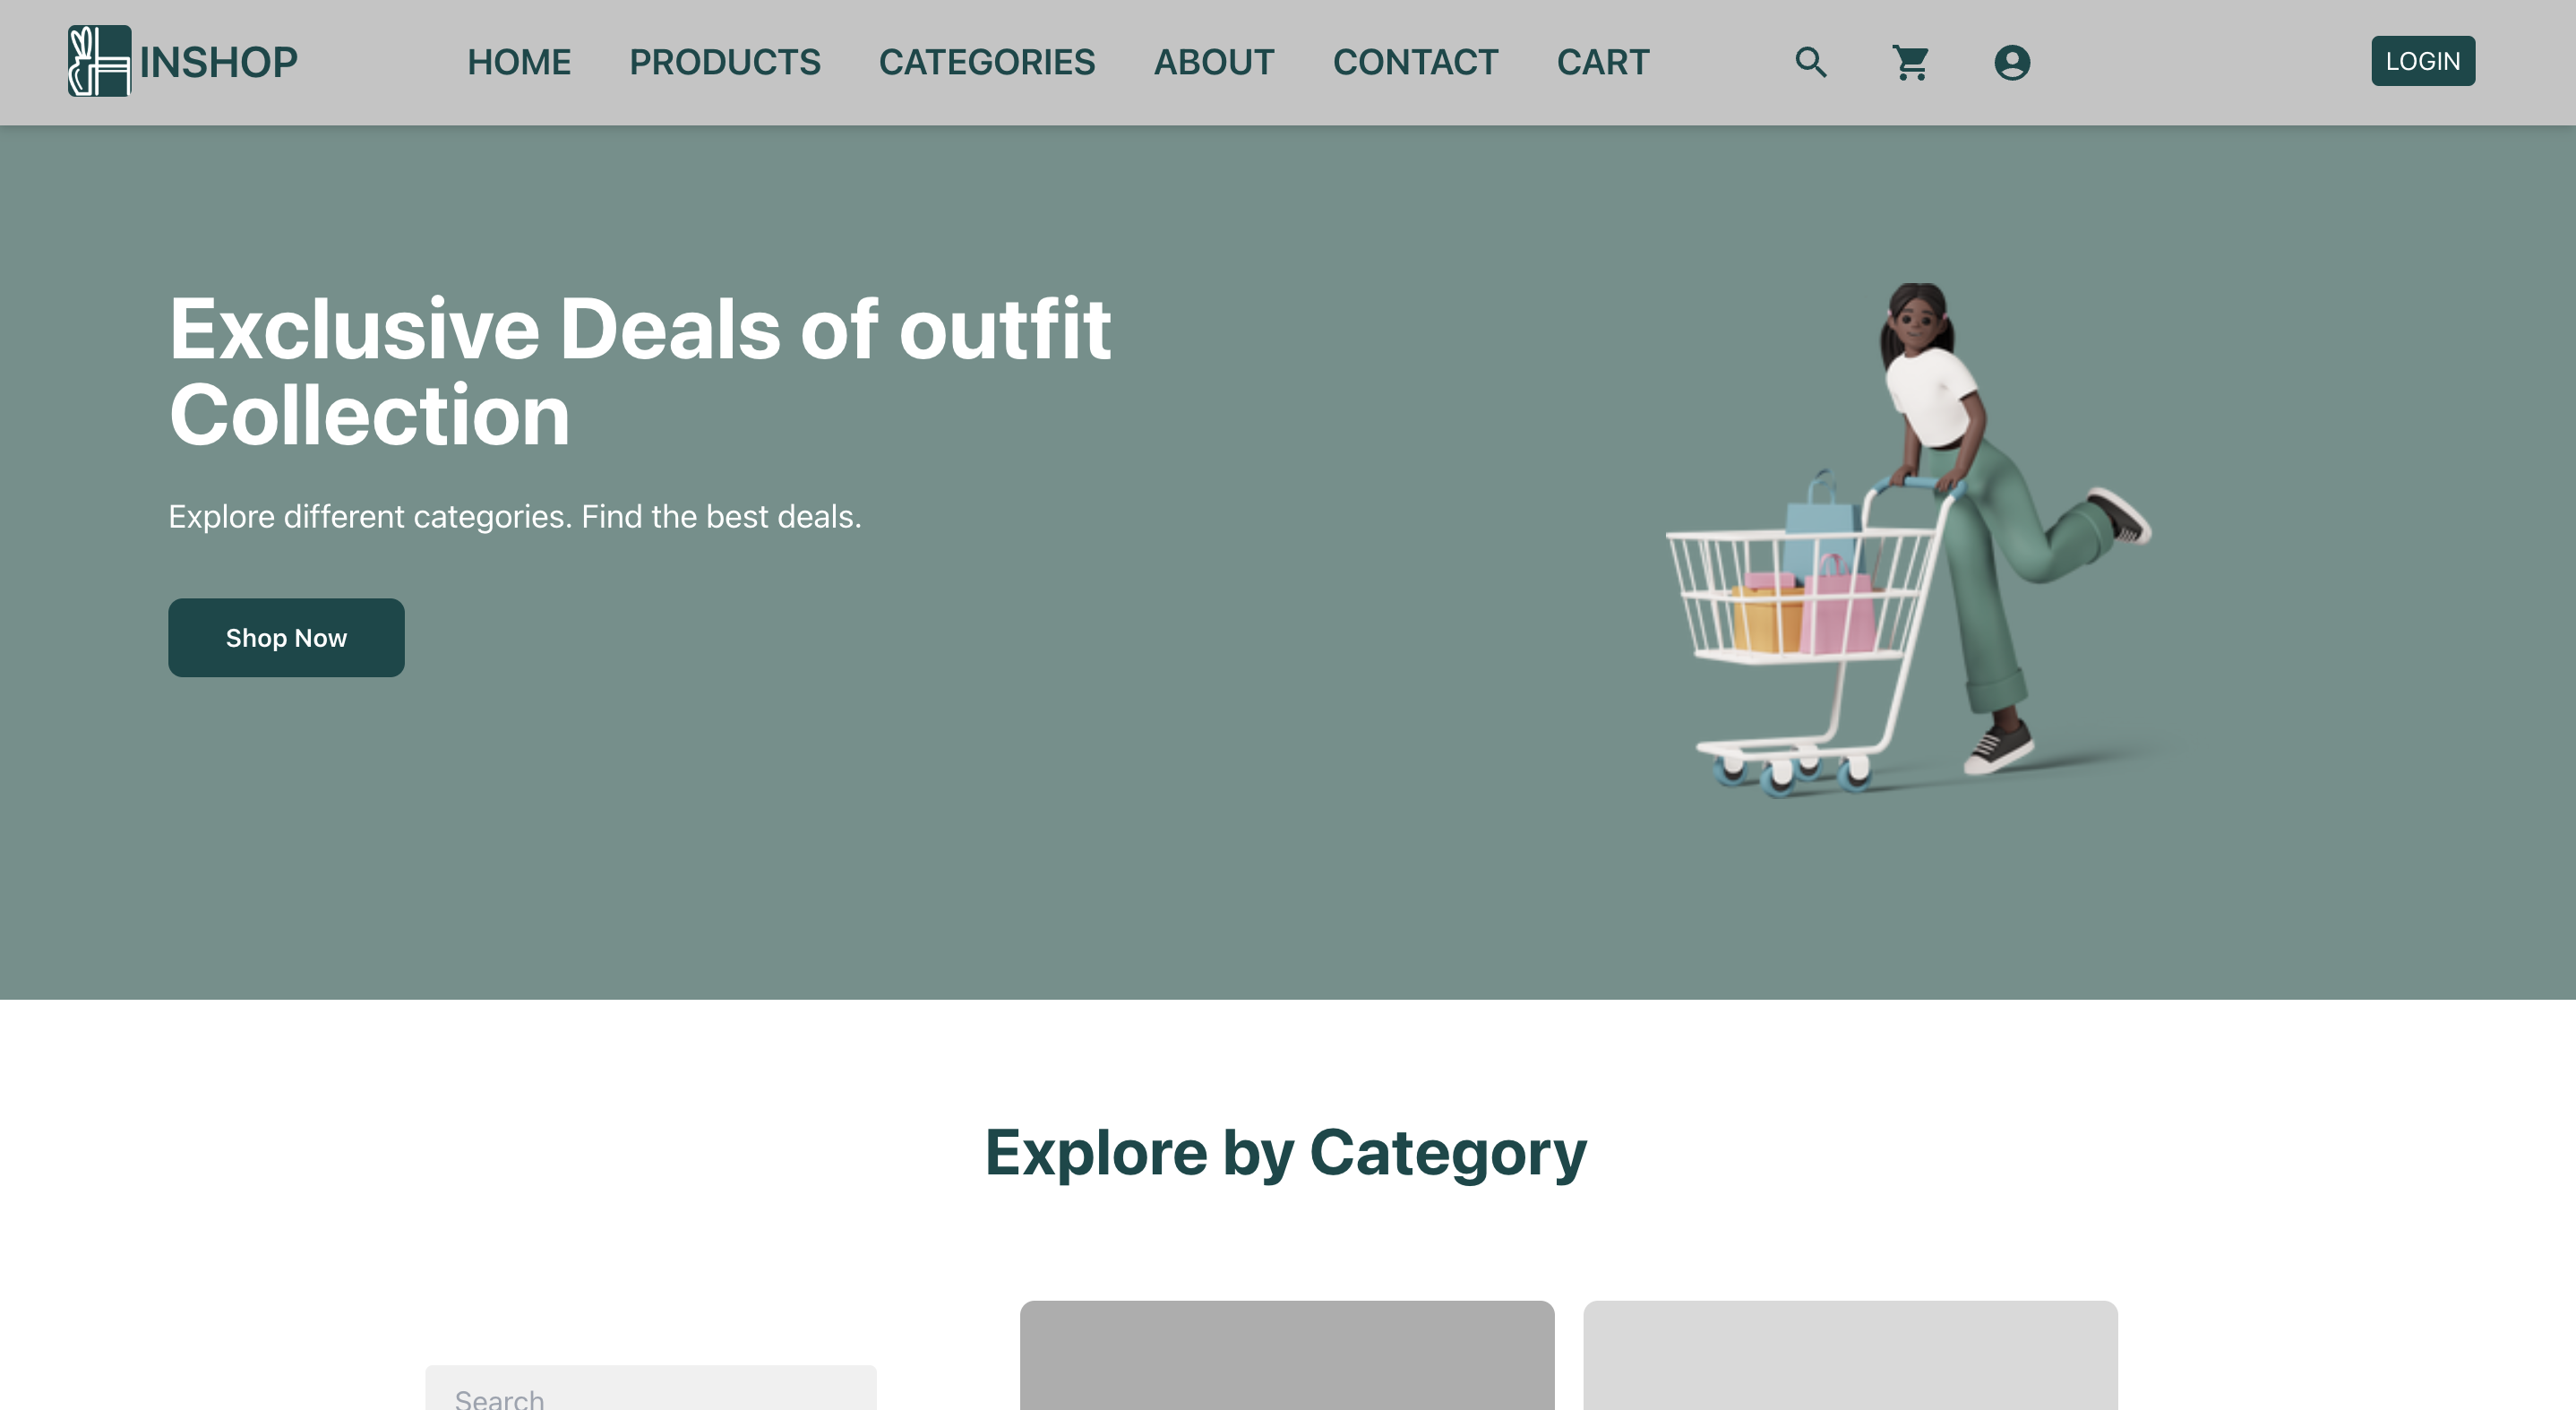 INSHOP
HOME PRODUCTS CATEGORIES ABOUT CONTACT CART
LOGIN
Exclusive Deals of outfit
Collection
Explore different categories. Find the best deals.
Shop Now
Explore by Category
Search